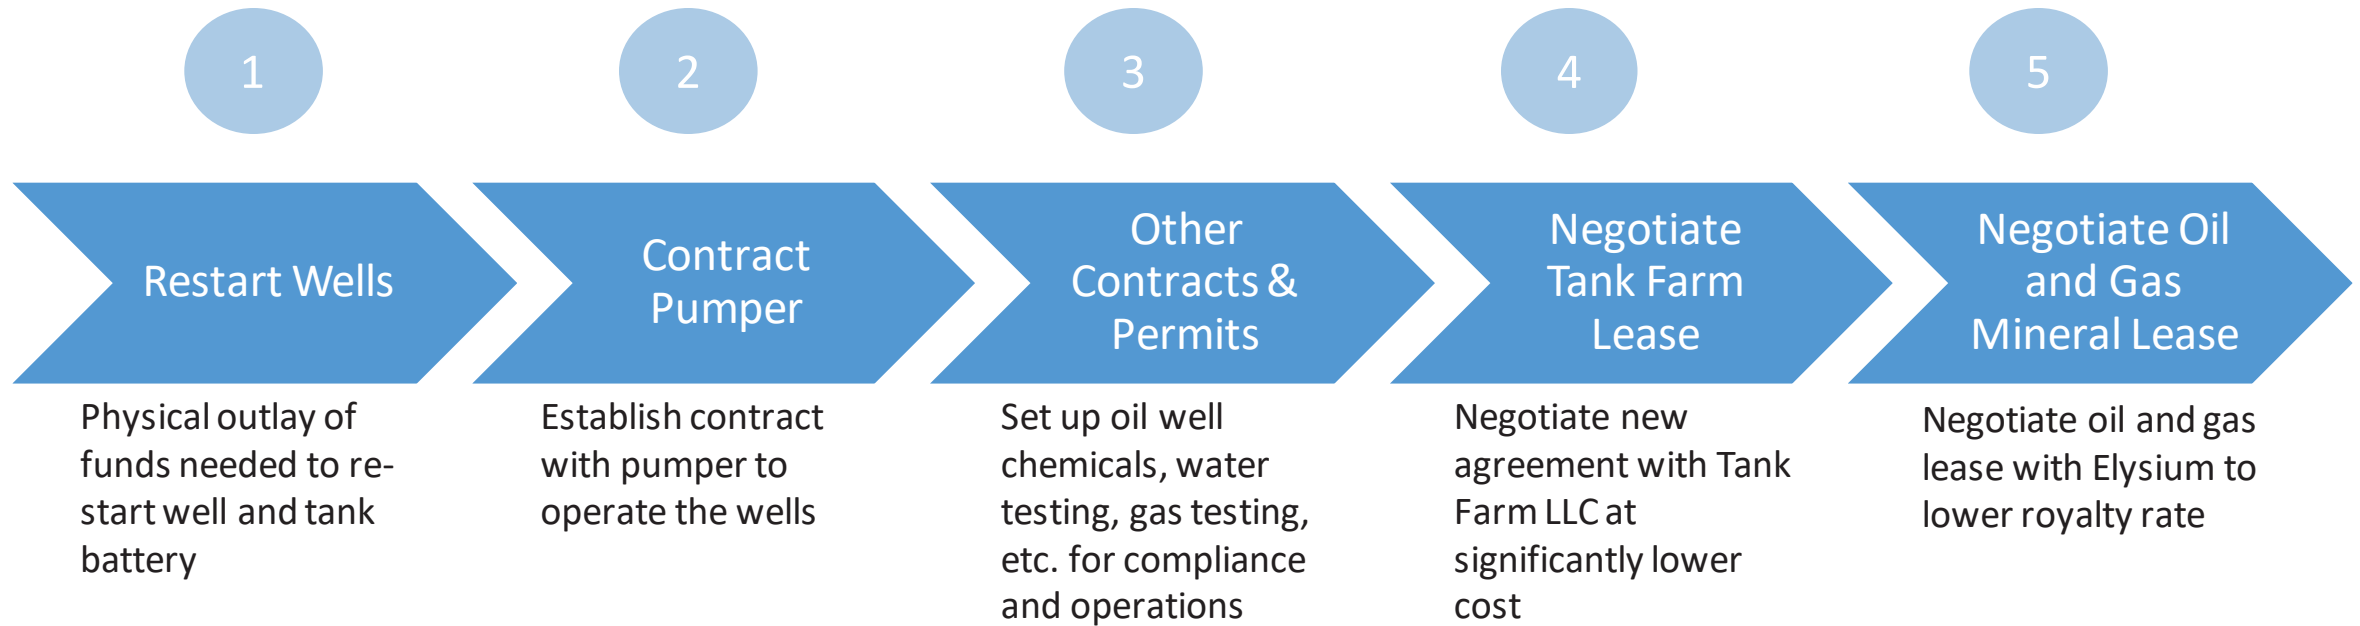 1
2
3
4
5
Restart Wells
Contract
Pumper
Other
Contracts &
Permits
Negotiate
Tank Farm
Lease
Negotiate Oil
and Gas
Mineral Lease
Physical outlay of
funds needed to re-
start well and tank
battery
Establish contract
with pumper to
operate the wells
Set up oil well
chemicals, water
testing, gas testing,
etc. for compliance
and operations
Negotiate new
agreement with Tank
Farm LLC at
significantly lower
cost
Negotiate oil and gas
lease with Elysium to
lower royalty rate